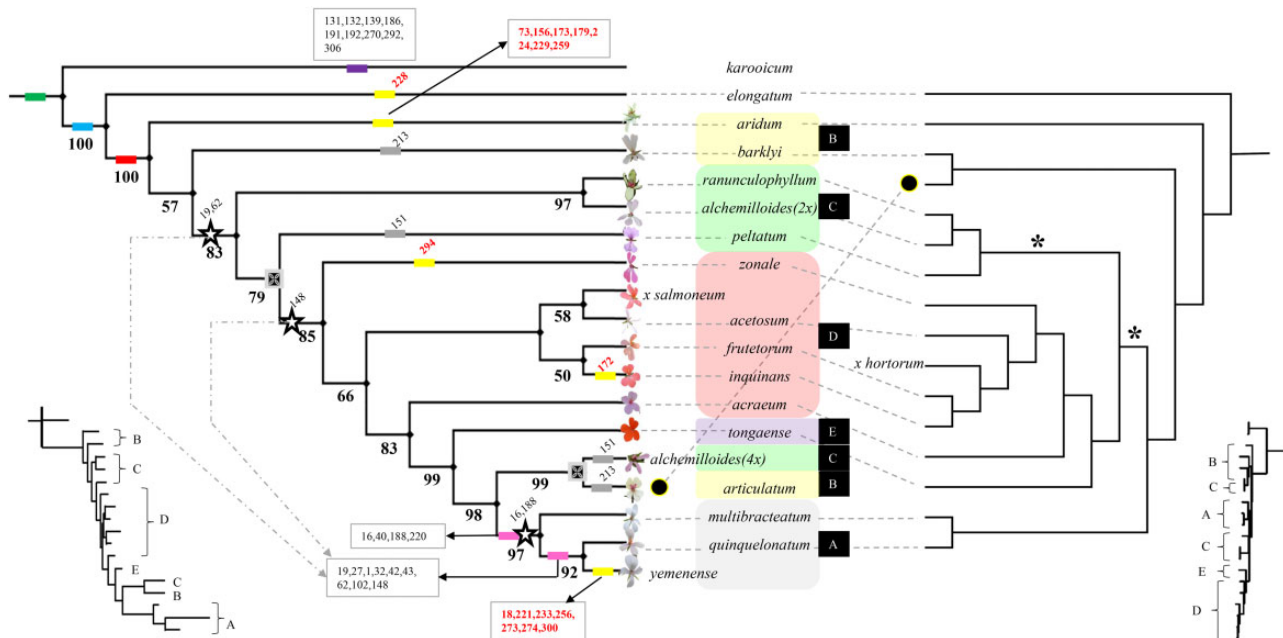 131,132,139,186,
191,192,270,292,
306
73,156,173,179,2
24,229,259
karooicum
228
elongatum
100
aridum
B
213
barklyi
100
57
ranunculophyllum
97
alchemilloides(2x)
C
19,62
83
151
peltatum
*
294
zonale
79
148
85
x salmoneum
58
acetosum
D
*
frutetorum
x hortorum
50
172
inquinans
66
acraeum
83
tongaense
E
99
151
alchemilloides(4x)
C
99
213
articulatum
B
98
16,188
multibracteatum
16,40,188,220
97
quinquelonatum
A
92
yemenense
19,27,1,32,42,43,
62,102,148
18,221,233,256,
273,274,300
B
C
D
E
C
B
A
B
C
A
C
E
D